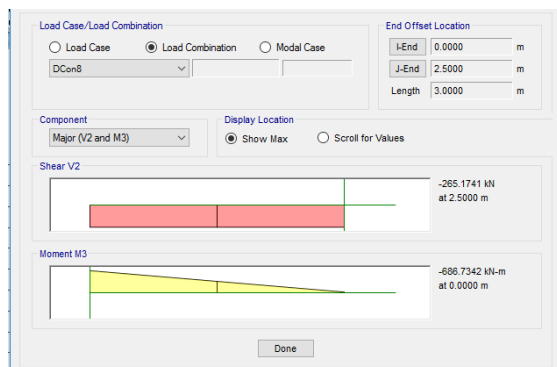 Load Case/Load Combination
Load Case Load Combination Modal Case
DCon8
End Offset Location
I-End 0.0000 m
J-End 2.5000 m
Length 3.0000 m
Component
Major (V2 and M3)
Display Location
Show Max Scroll for Values
Shear V2
-265.1741 kN
at 2.5000 m
Moment M3
-686.7342 kN-m
at 0.0000 m
Done